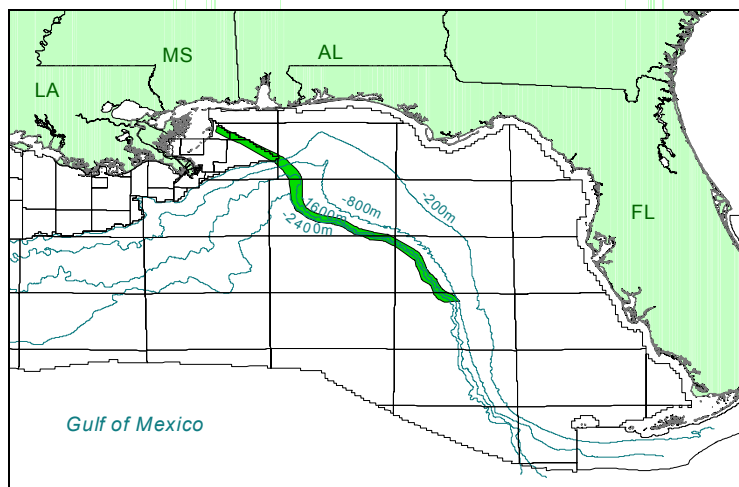 MS
AL
LA
-800m
-200m
FL
1600m
-2400m
Gulf of Mexico